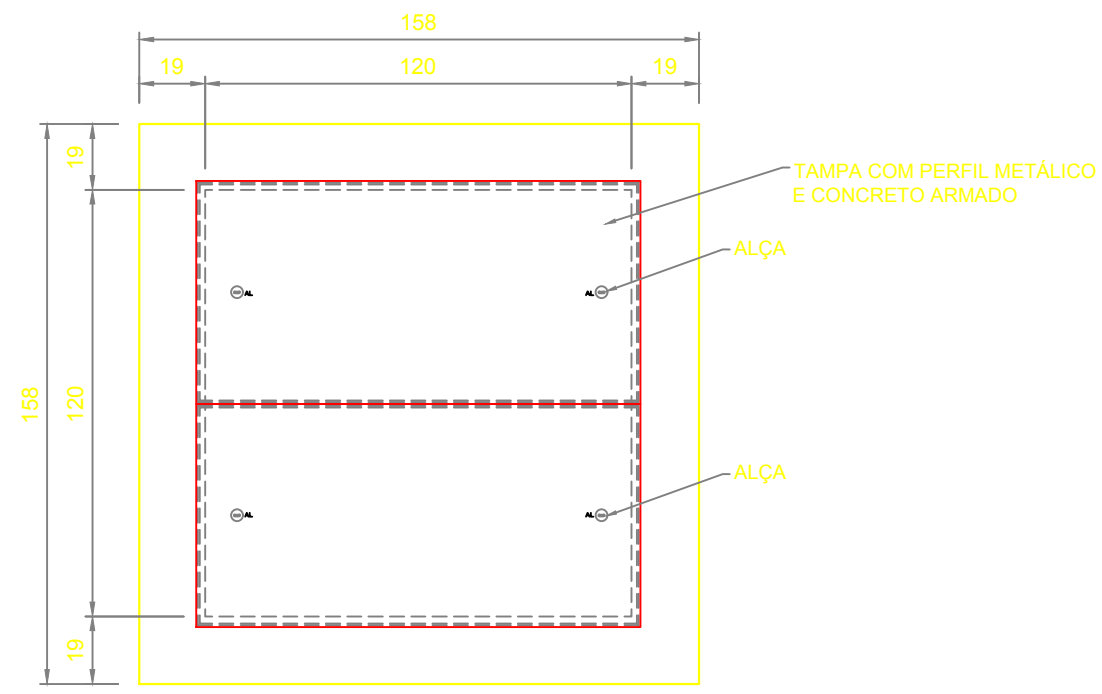 158
19
120
19
19
TAMPA COM PERFIL METÁLICO
E CONCRETO ARMADO
ALÇA
AL
AL
158
120
ALÇA
AL
AL
19